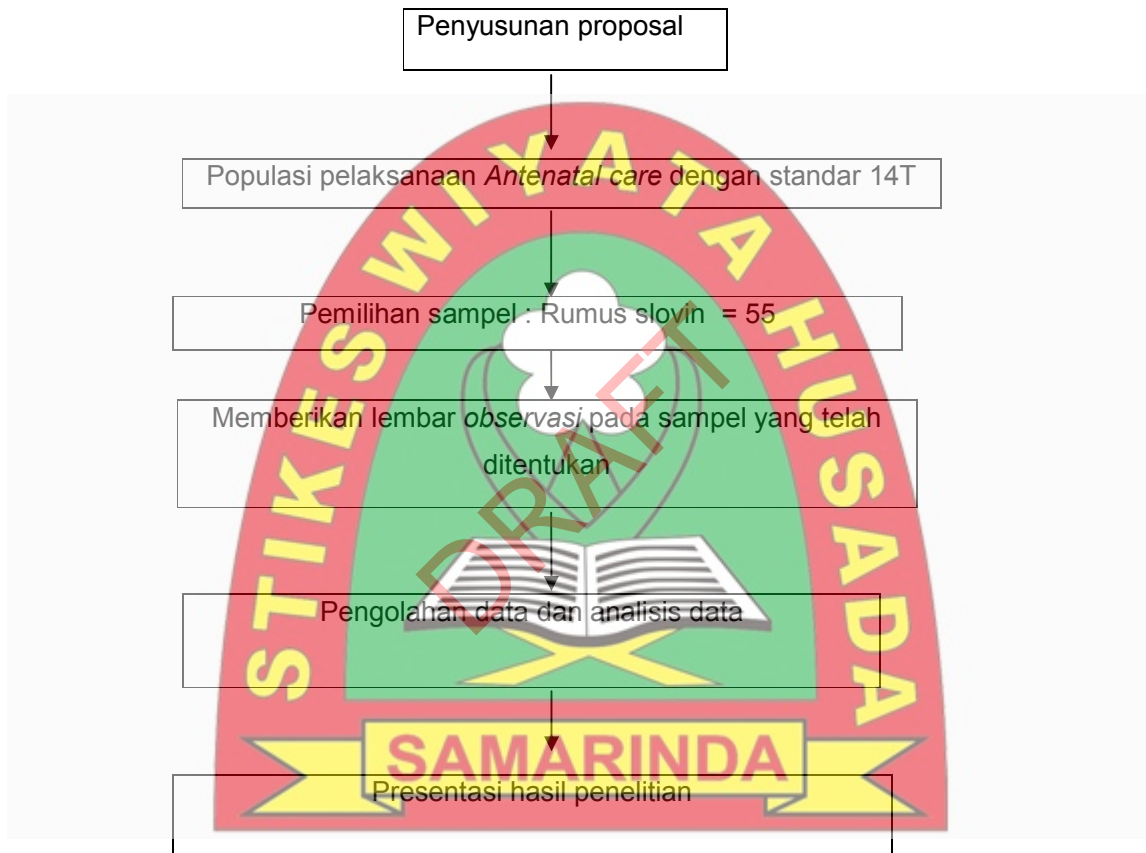 Penyusunan proposal
Populasi pelaksanaan Antenatal care dengan standar 14T
Pemilihan sampel : Rumus slovin = 55
Memberikan lembar observasi pada sampel yang telah
ditentukan
Pengolahan data dan analisis data
Presentasi hasil penelitian
STIKES WIYATA HUSADA
SAMARINDA
DRAFT